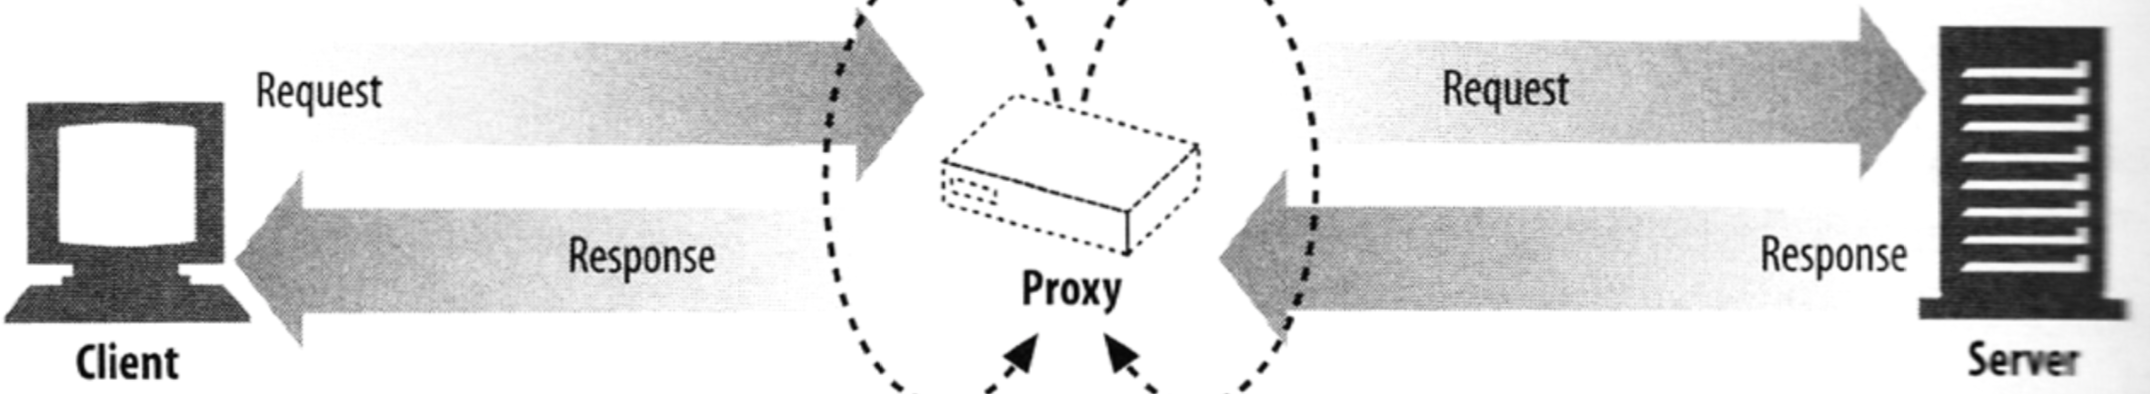 Request
Request
Response
Response
Proxy
Client
Server